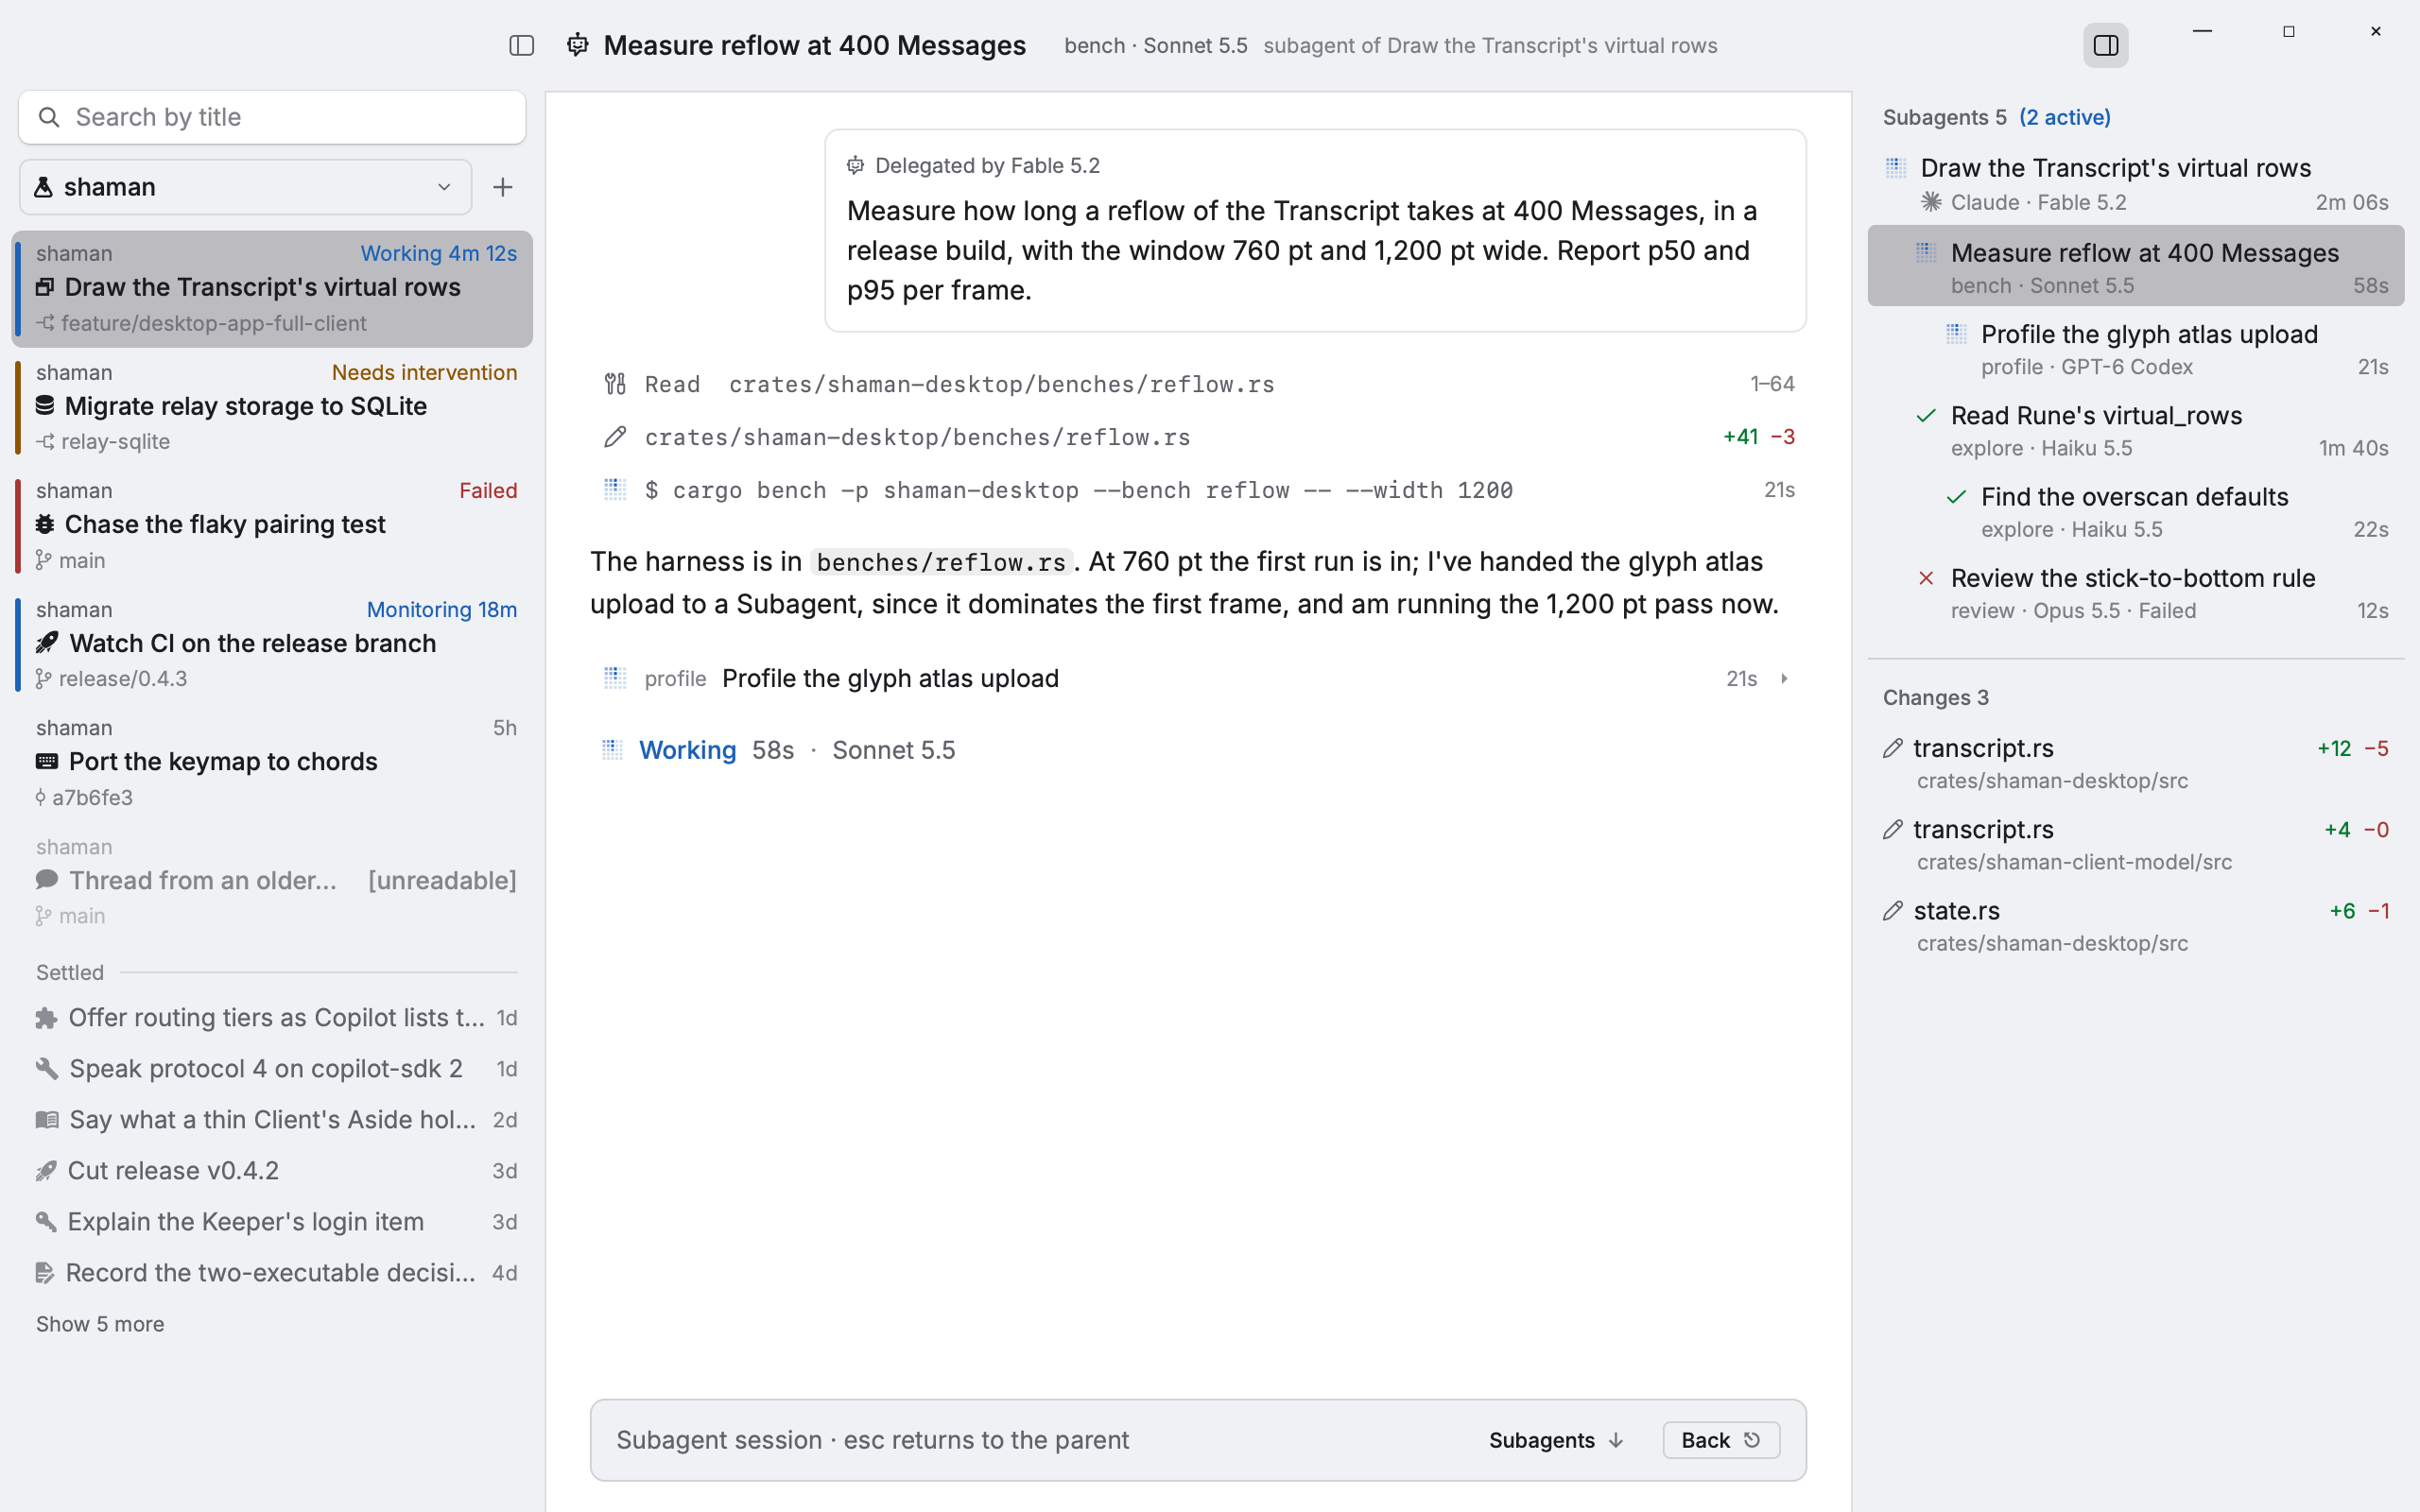 Measure reflow at 400 Messages bench · Sonnet 5.5 subagent of Draw the Transcript's virtual rows
Search by title
shaman
shaman Working 4m 12s
Draw the Transcript's virtual rows
feature/desktop-app-full-client
shaman Needs intervention
Migrate relay storage to SQLite
relay-sqlite
shaman Failed
Chase the flaky pairing test
main
shaman Monitoring 18m
Watch CI on the release branch
release/0.4.3
shaman 5h
Port the keymap to chords
a7b6fe3
shaman
Thread from an older... [unreadable]
main
Settled
Offer routing tiers as Copilot lists t... 1d
Speak protocol 4 on copilot-sdk 2 1d
Say what a thin Client's Aside hol... 2d
Cut release v0.4.2 3d
Explain the Keeper's login item 3d
Record the two-executable decisi... 4d
Show 5 more
Delegated by Fable 5.2
Measure how long a reflow of the Transcript takes at 400 Messages, in a
release build, with the window 760 pt and 1,200 pt wide. Report p50 and
p95 per frame.
Read crates/shaman-desktop/benches/reflow.rs 1–64
crates/shaman-desktop/benches/reflow.rs +41 −3
$ cargo bench -p shaman-desktop --bench reflow -- --width 1200 21s
The harness is in benches/reflow.rs. At 760 pt the first run is in; I've handed the glyph atlas
upload to a Subagent, since it dominates the first frame, and am running the 1,200 pt pass now.
profile Profile the glyph atlas upload 21s
Working 58s · Sonnet 5.5
Subagent session · esc returns to the parent Subagents ↓ Back
Subagents 5 (2 active)
Draw the Transcript's virtual rows
Claude · Fable 5.2 2m 06s
Measure reflow at 400 Messages
bench · Sonnet 5.5 58s
Profile the glyph atlas upload
profile · GPT-6 Codex 21s
Read Rune's virtual_rows
explore · Haiku 5.5 1m 40s
Find the overscan defaults
explore · Haiku 5.5 22s
Review the stick-to-bottom rule
review · Opus 5.5 · Failed 12s
Changes 3
transcript.rs +12 −5
crates/shaman-desktop/src
transcript.rs +4 −0
crates/shaman-client-model/src
state.rs +6 −1
crates/shaman-desktop/src